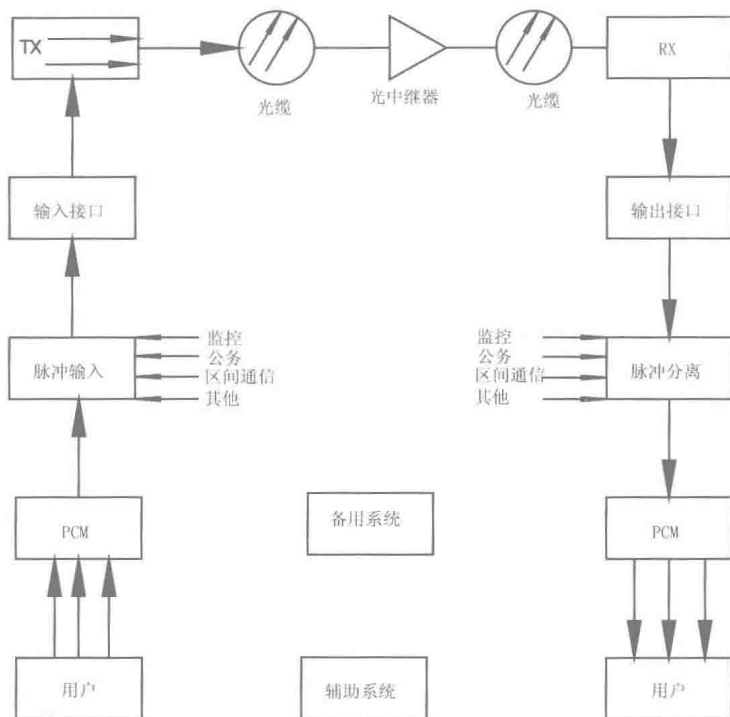 TX
RX
光缆
光中继器
光缆
输入接口
输出接口
脉冲输入
监控
公务
区间通信
其他
监控
公务
区间通信
其他
脉冲分离
PCM
备用系统
PCM
用户
辅助系统
用户